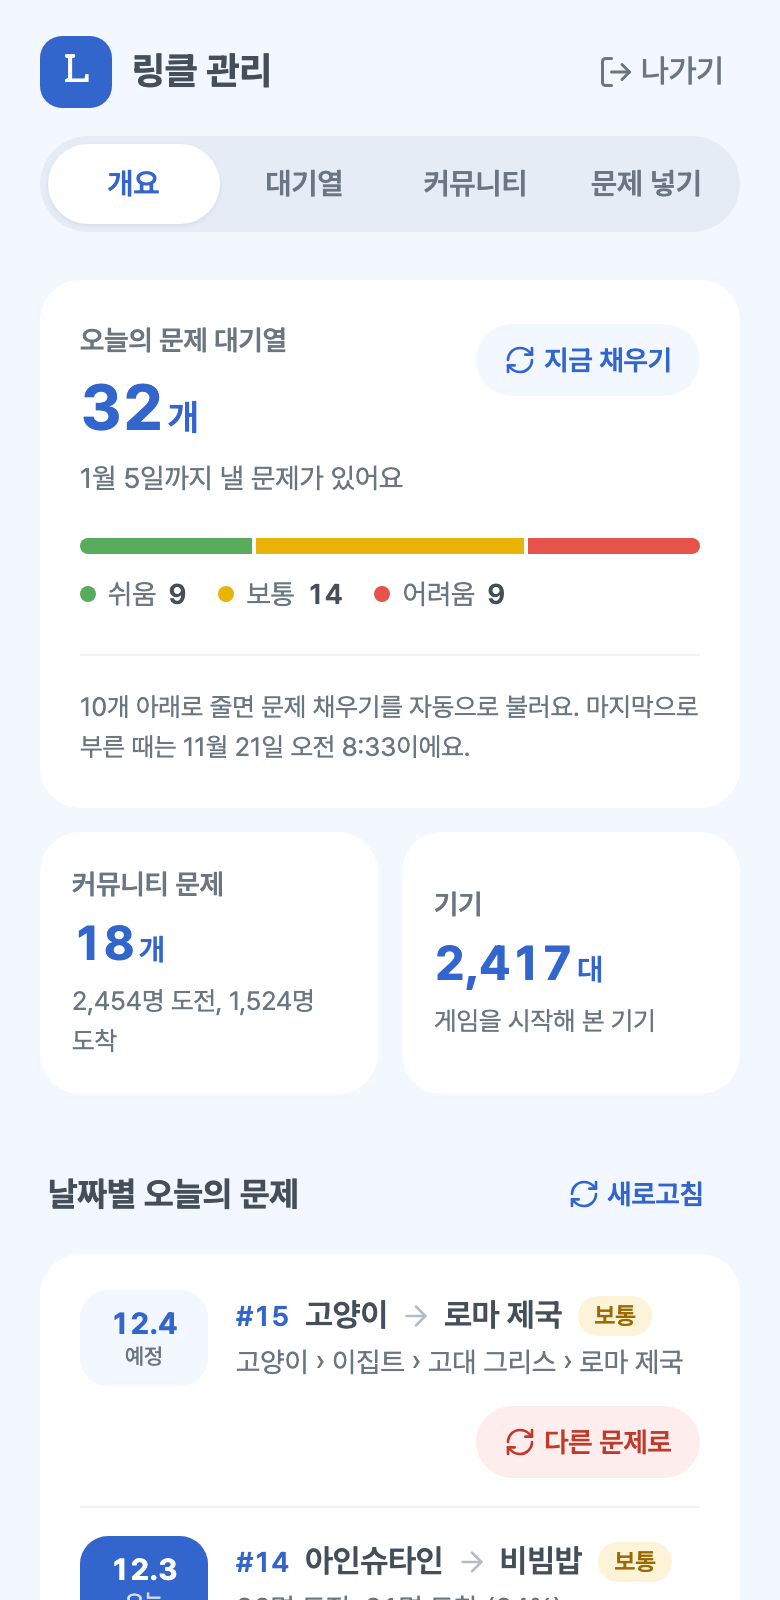 L 링클 관리
나가기
개요 대기열 커뮤니티 문제 넣기
오늘의 문제 대기열
지금 채우기
32개
1월 5일까지 낼 문제가 있어요
쉬움 9 보통 14 어려움 9
10개 아래로 줄면 문제 채우기를 자동으로 불러요. 마지막으로
부른 때는 11월 21일 오전 8:33이에요.
커뮤니티 문제
18개
2,454명 도전, 1,524명
도착
기기
2,417대
게임을 시작해 본 기기
날짜별 오늘의 문제
새로고침
12.4
예정
#15 고양이 → 로마 제국 보통
고양이 › 이집트 › 고대 그리스 › 로마 제국
다른 문제로
12.3
#14 아인슈타인 → 비빔밥 보통